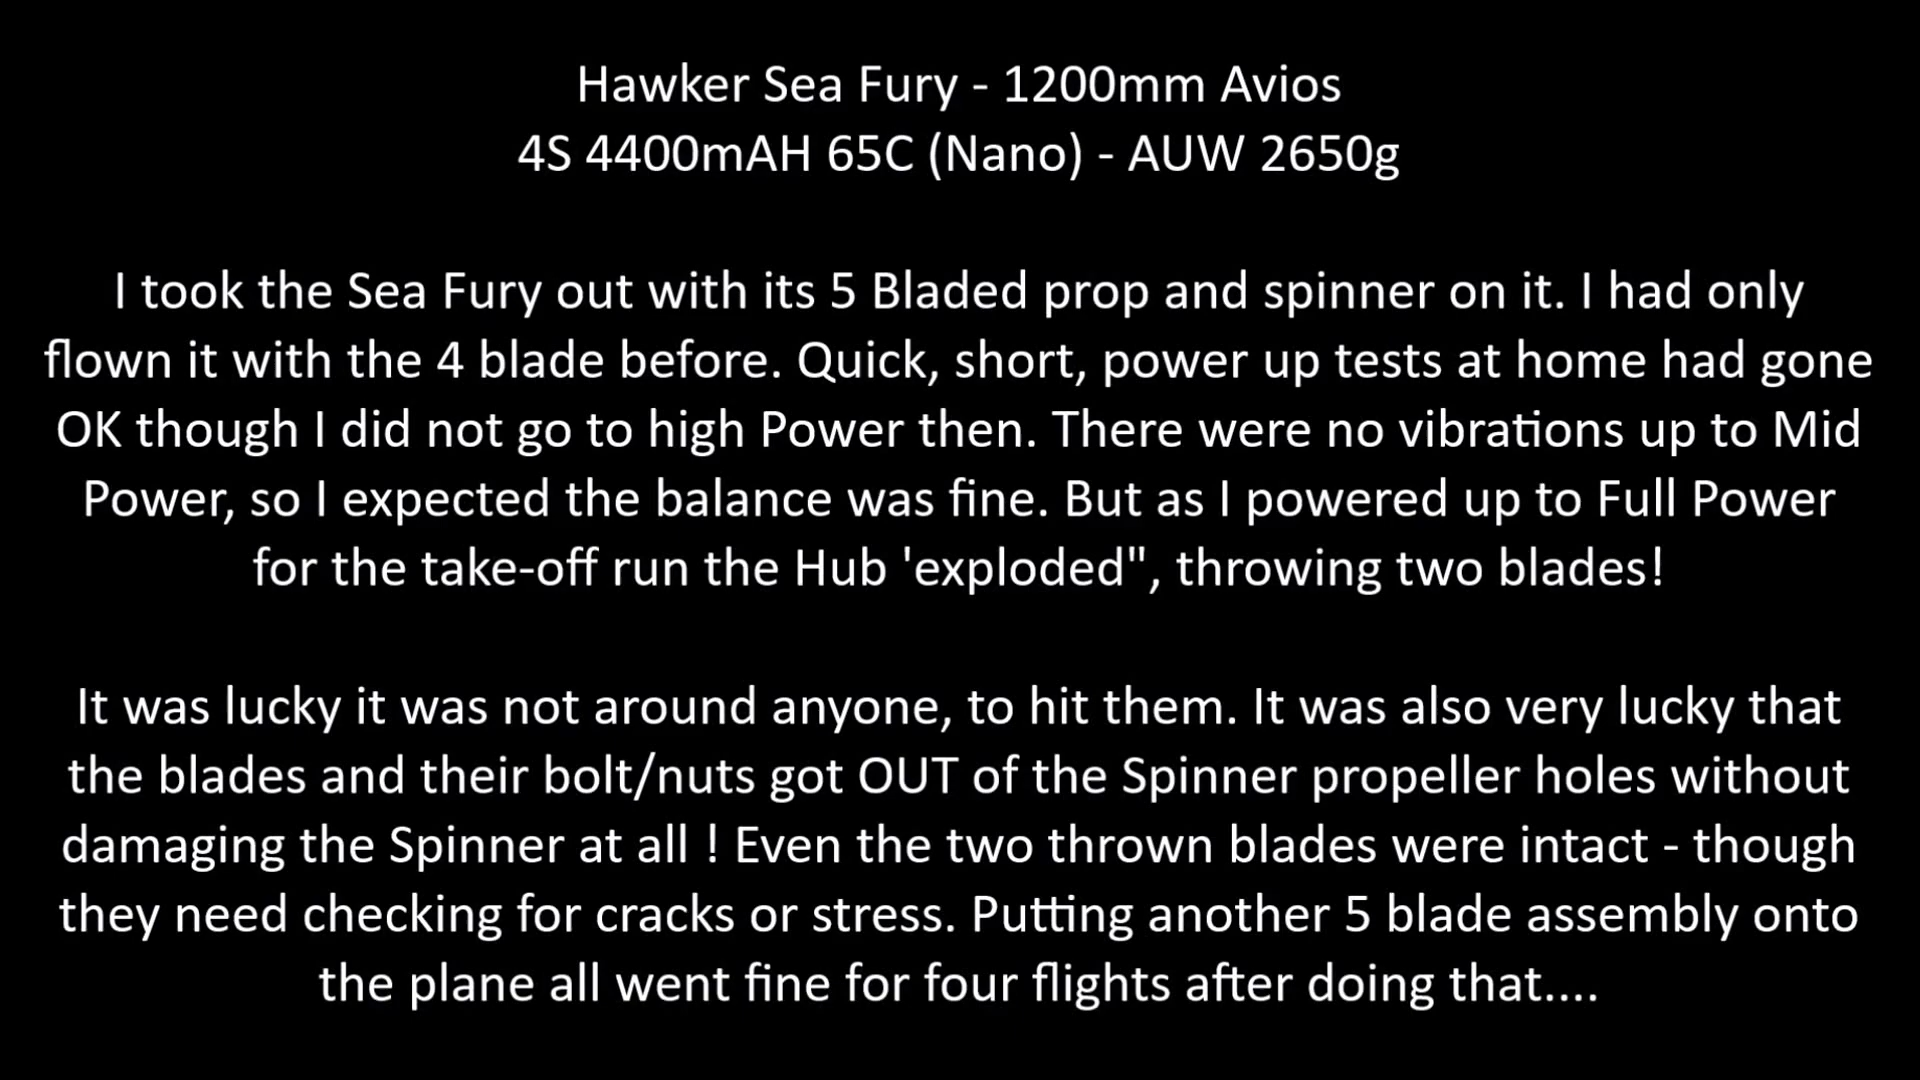 Hawker Sea Fury - 1200mm Avios
4S 4400mAH 65C (Nano) - AUW 2650g
I took the Sea Fury out with its 5 Bladed prop and spinner on it. I had only
flown it with the 4 blade before. Quick, short, power up tests at home had gone
OK though I did not go to high Power then. There were no vibrations up to Mid
Power, so I expected the balance was fine. But as I powered up to Full Power
for the take-off run the Hub 'exploded", throwing two blades!
It was lucky it was not around anyone, to hit them. It was also very lucky that
the blades and their bolt/nuts got OUT of the Spinner propeller holes without
damaging the Spinner at all ! Even the two thrown blades were intact - though
they need checking for cracks or stress. Putting another 5 blade assembly onto
the plane all went fine for four flights after doing that....